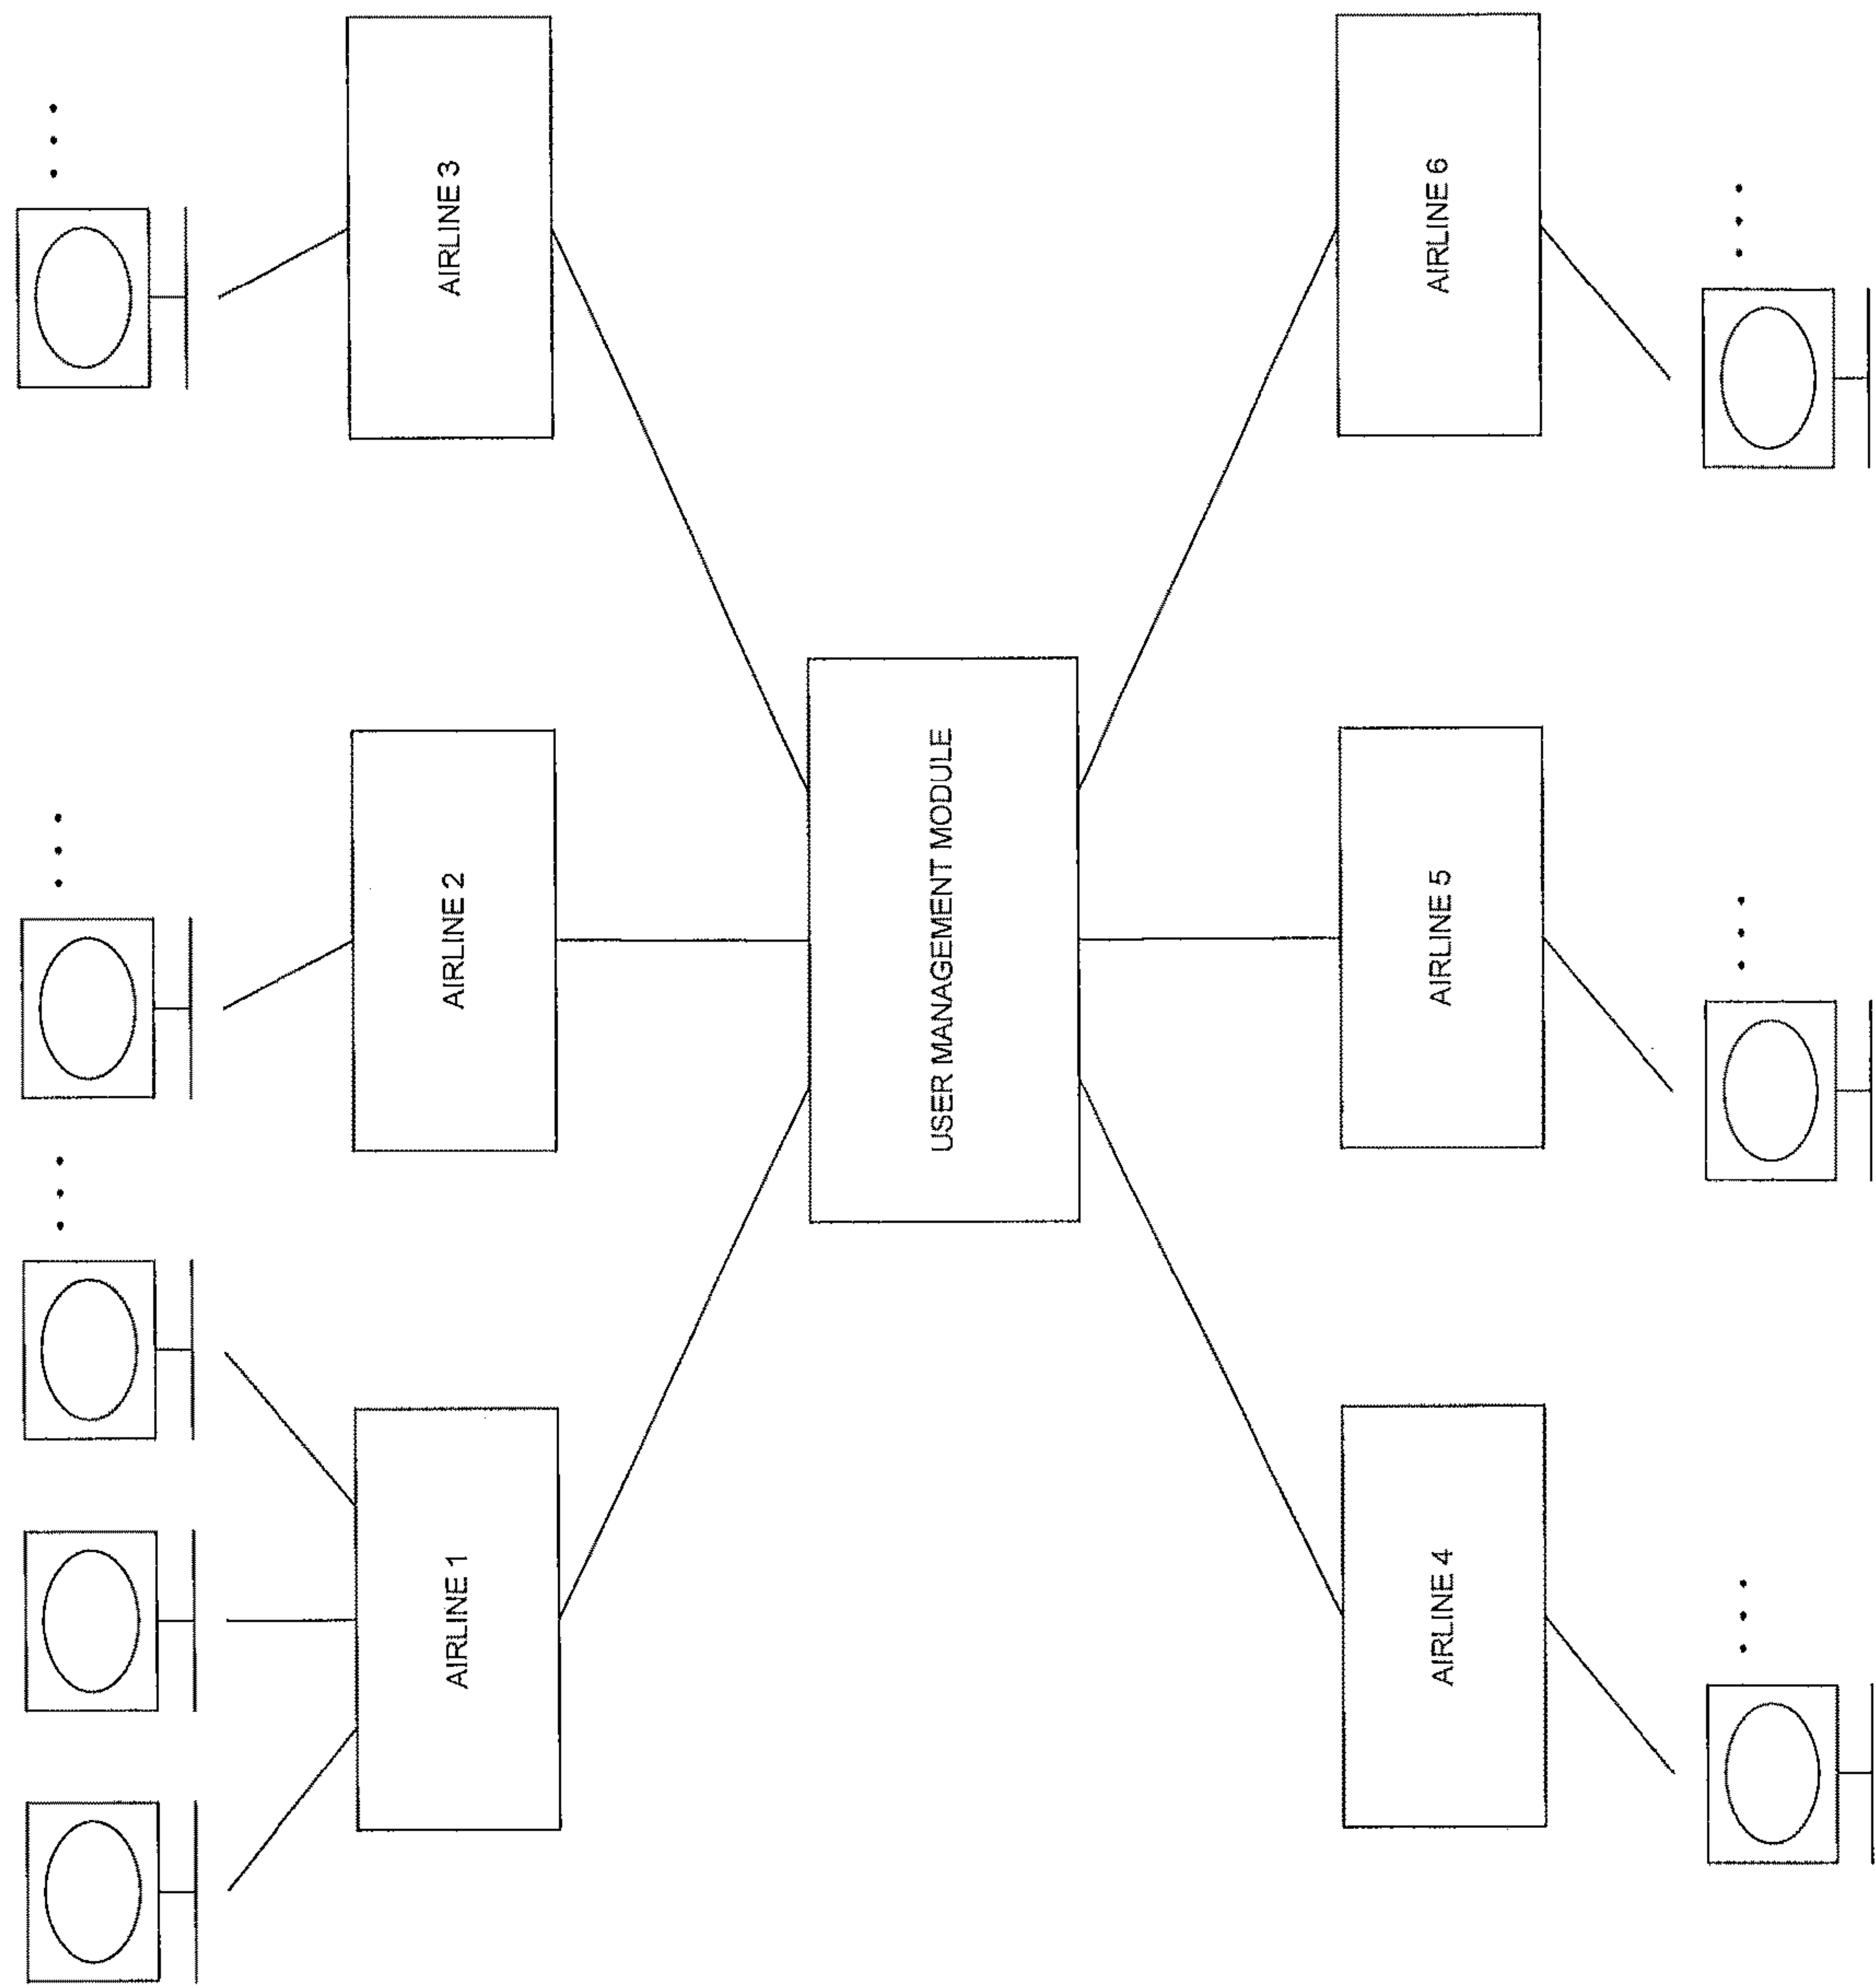 AIRLINE 1
AIRLINE 2
AIRLINE 3
USER MANAGEMENT MODULE
AIRLINE 4
AIRLINE 5
AIRLINE 6